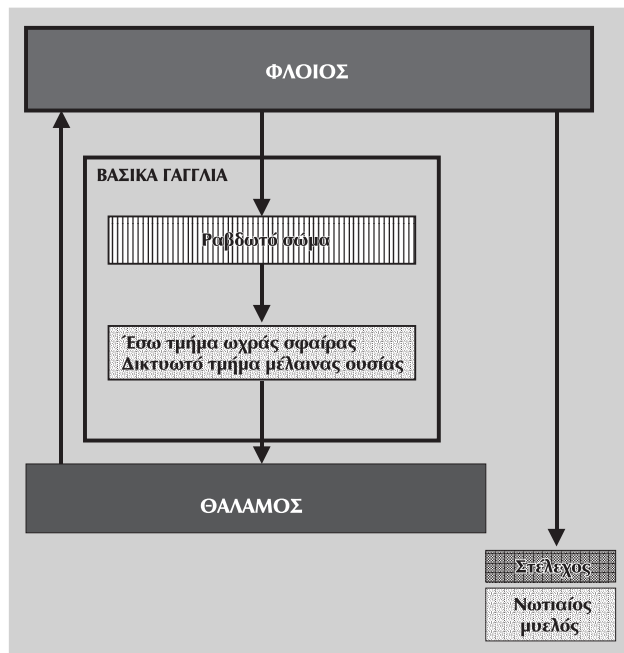 ΦΛΟΙΟΣ
ΒΑΣΙΚΑ ΓΑΓΓΛΙΑ
Ραβδωτό σώμα
Έσω τμήμα ωχράς σφαίρας
Δικτυωτό τμήμα μέλαινας ουσίας
ΘΑΛΑΜΟΣ
Στέλεχος
Νωτιαίος
μυελός